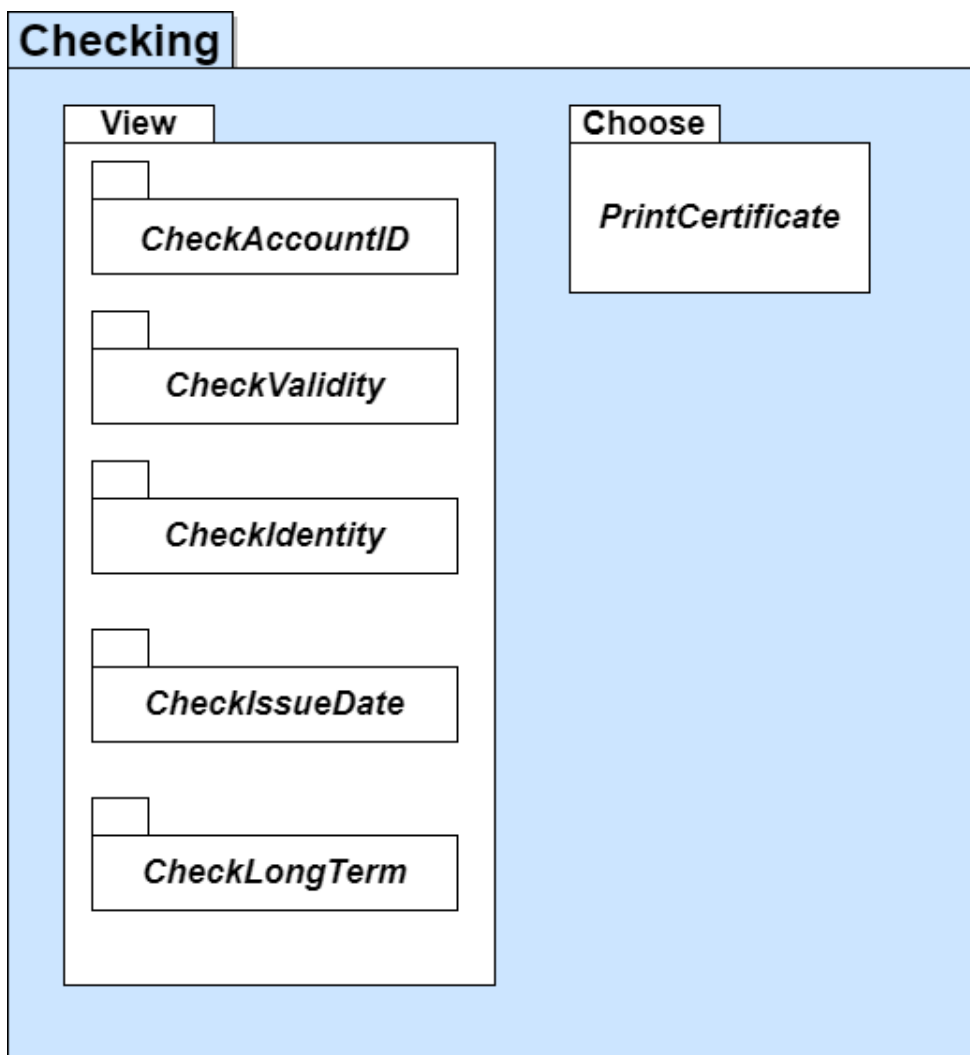 Checking
View
CheckAccountID
CheckValidity
CheckIdentity
CheckIssueDate
CheckLongTerm
Choose
PrintCertificate